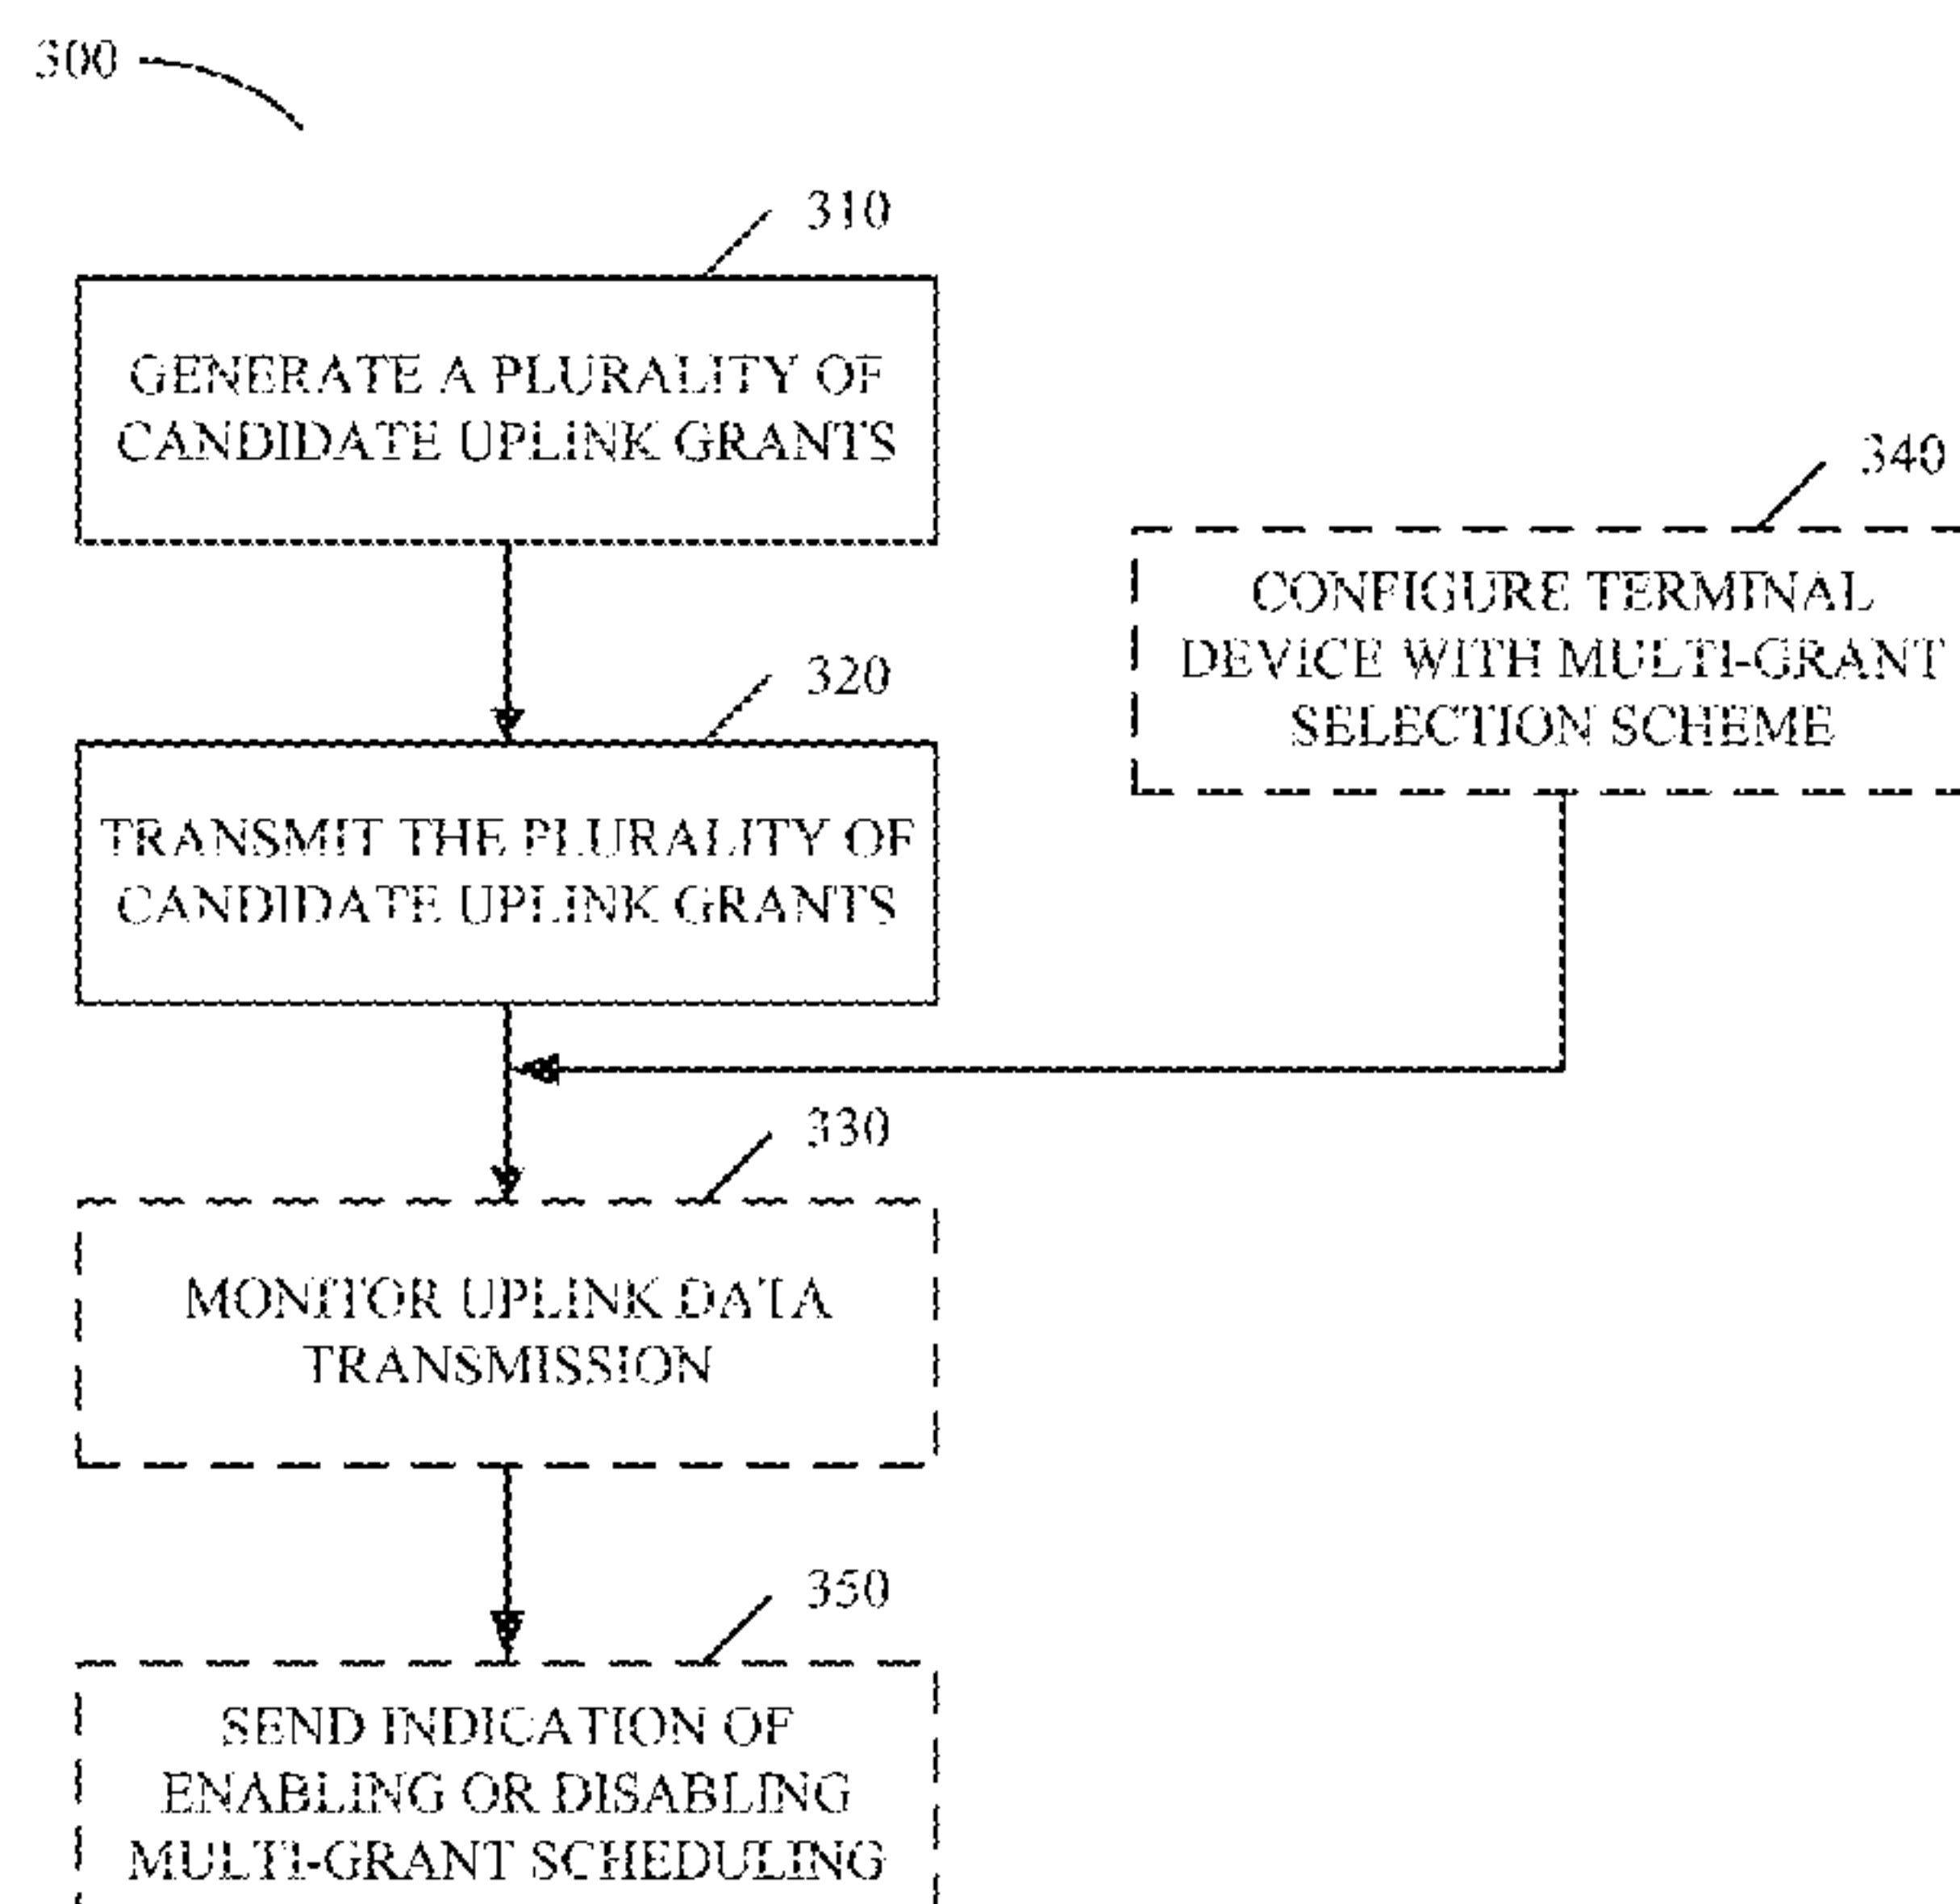 300
310
GENERATE A PLURALITY OF
CANDIDATE UPLINK GRANTS
340
CONFIGURE TERMINAL
DEVICE WITH MULTI-GRANT
SELECTION SCHEME
320
TRANSMIT THE PLURALITY OF
CANDIDATE UPLINK GRANTS
330
MONITOR UPLINK DATA
TRANSMISSION
350
SEND INDICATION OF
ENABLING OR DISABLING
MULTI-GRANT SCHEDULING